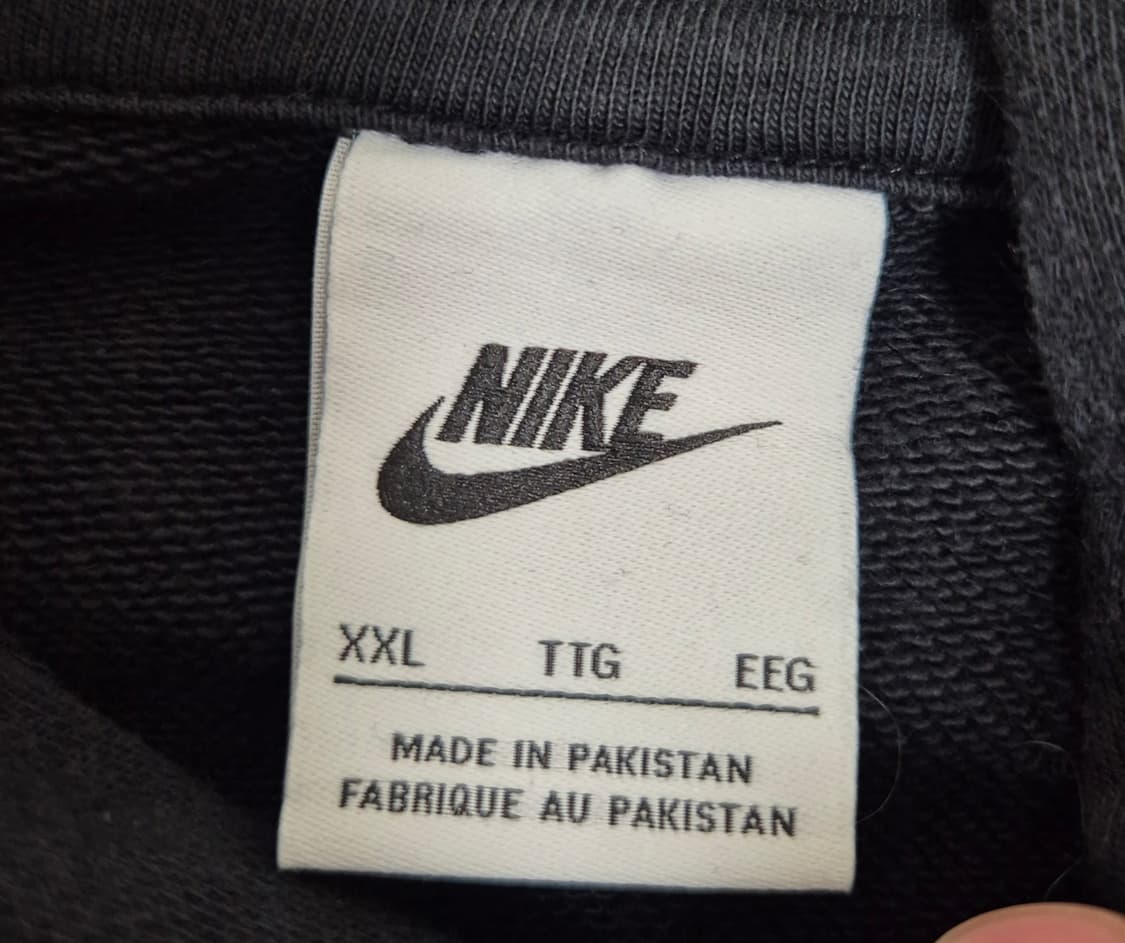 NIKE
XXL TTG EEG
MADE IN PAKISTAN
FABRIQUE AU PAKISTAN